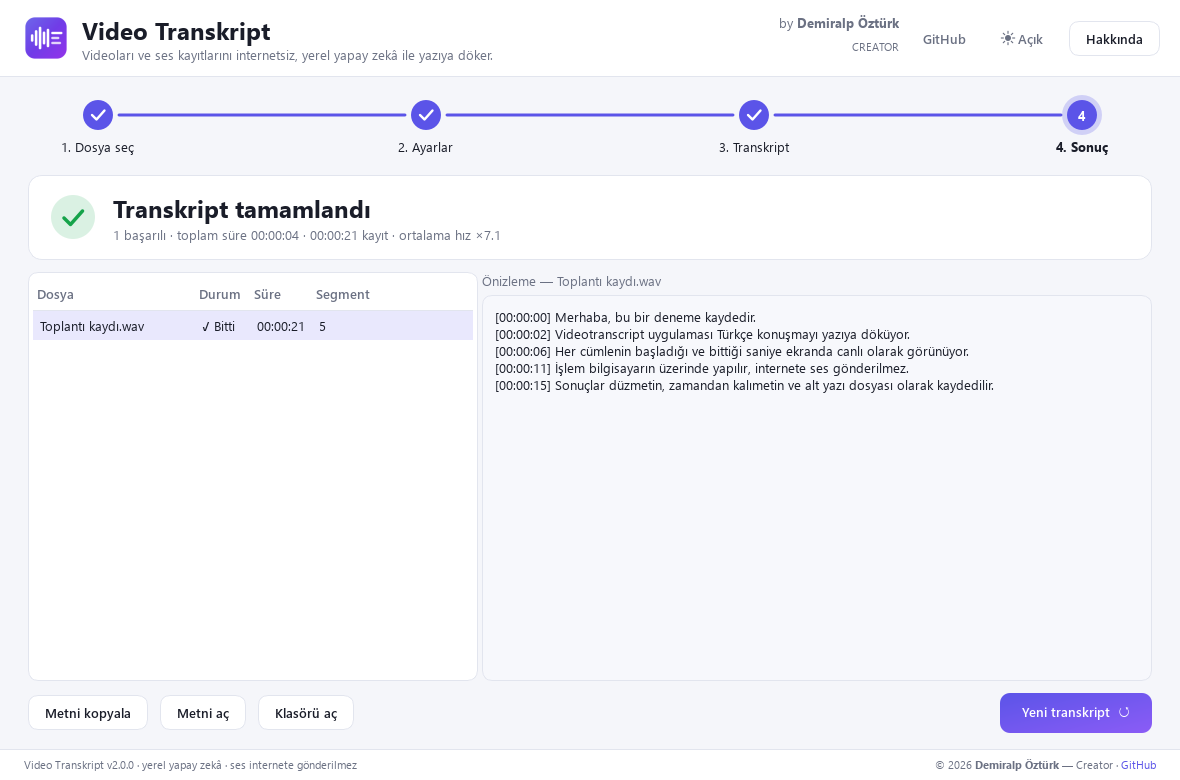 Video Transkript
Videoları ve ses kayıtlarını internetsiz, yerel yapay zekâ ile yazıya döker.
by Demiralp Öztürk
CREATOR
GitHub
Açık
Hakkında
1. Dosya seç
2. Ayarlar
3. Transkript
4
4. Sonuç
Transkript tamamlandı
1 başarılı · toplam süre 00:00:04 · 00:00:21 kayıt · ortalama hız ×7.1
Dosya Durum Süre Segment
Toplantı kaydı.wav ✓ Bitti 00:00:21 5
Önizleme — Toplantı kaydı.wav
[00:00:00] Merhaba, bu bir deneme kaydedir.
[00:00:02] Videotranscript uygulaması Türkçe konuşmayı yazıya döküyor.
[00:00:06] Her cümlenin başladığı ve bittiği saniye ekranda canlı olarak görünüyor.
[00:00:11] İşlem bilgisayarın üzerinde yapılır, internete ses gönderilmez.
[00:00:15] Sonuçlar düzmetin, zamandan kalımetin ve alt yazı dosyası olarak kaydedilir.
Metni kopyala
Metni aç
Klasörü aç
Yeni transkript
Video Transkript v2.0.0 · yerel yapay zekâ · ses internete gönderilmez
© 2026 Demiralp Öztürk — Creator · GitHub